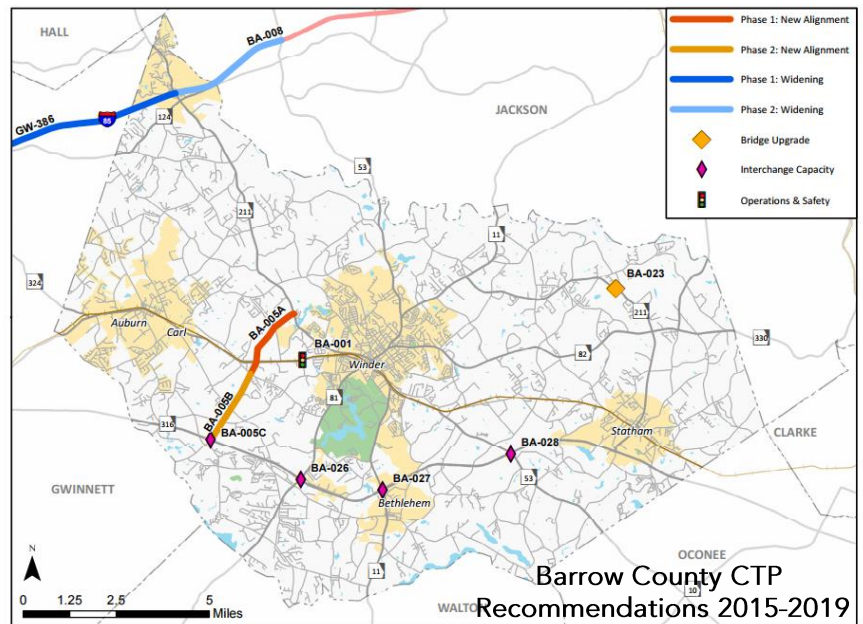 HALL
BA-008
Phase 1: New Alignment
Phase 2: New Alignment
Phase 1: Widening
Phase 2: Widening
Bridge Upgrade
Interchange Capacity
Operations & Safety
GW-386
85
124
JACKSON
53
211
11
324
BA-023
211
BA-005A
Auburn
Carl
BA-001
Winder
330
82
BA-005B
81
316
BA-005C
Statham
CLARKE
BA-028
BA-026
BA-027
53
GWINNETT
Bethlehem
OCONEE
N
11
10
Barrow County CTP
Recommendations 2015-2019
WALTO
0 1.25 2.5 5
Miles